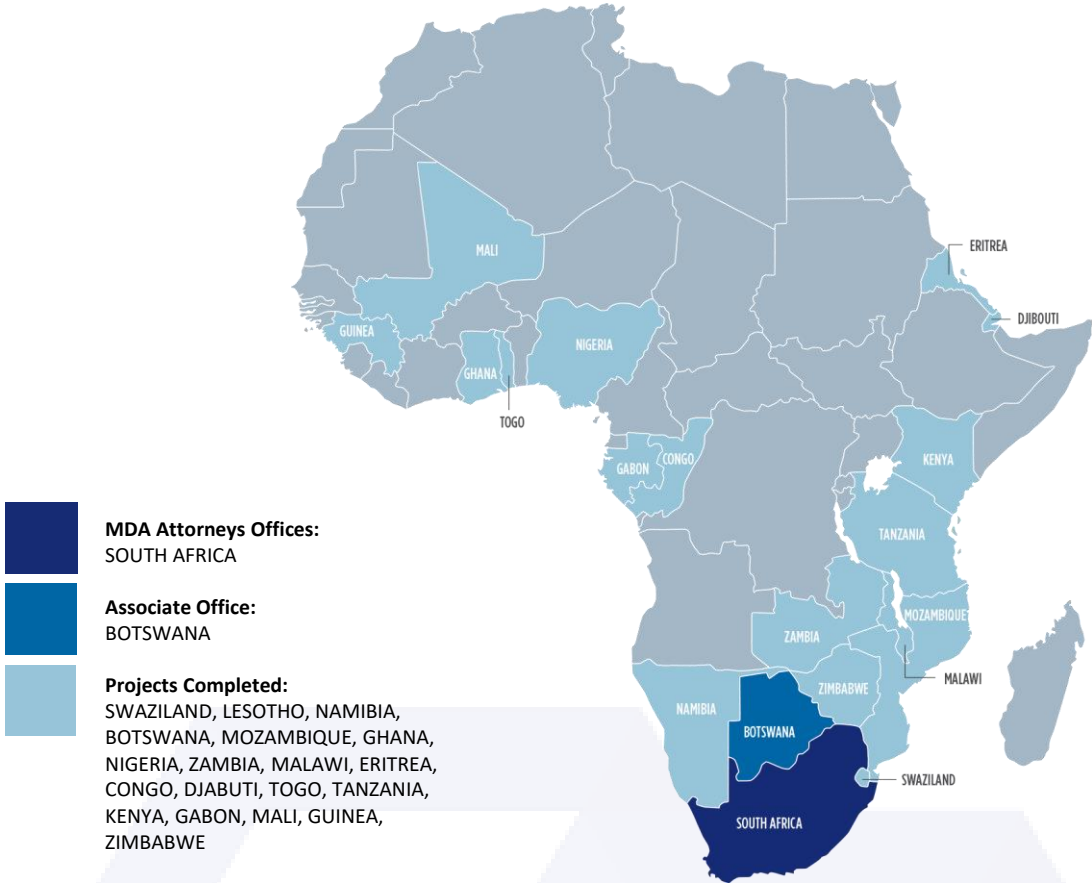 MALI
ERITREA
DJIBOUTI
GUINEA
NIGERIA
GHANA
TOGO
GABON
CONGO
KENYA
TANZANIA
MOZAMBIQUE
ZAMBIA
MALAWI
ZIMBABWE
NAMIBIA
BOTSWANA
SWAZILAND
SOUTH AFRICA
MDA Attorneys Offices:
SOUTH AFRICA
Associate Office:
BOTSWANA
Projects Completed:
SWAZILAND, LESOTHO, NAMIBIA,
BOTSWANA, MOZAMBIQUE, GHANA,
NIGERIA, ZAMBIA, MALAWI, ERITREA,
CONGO, DJABUTI, TOGO, TANZANIA,
KENYA, GABON, MALI, GUINEA,
ZIMBABWE